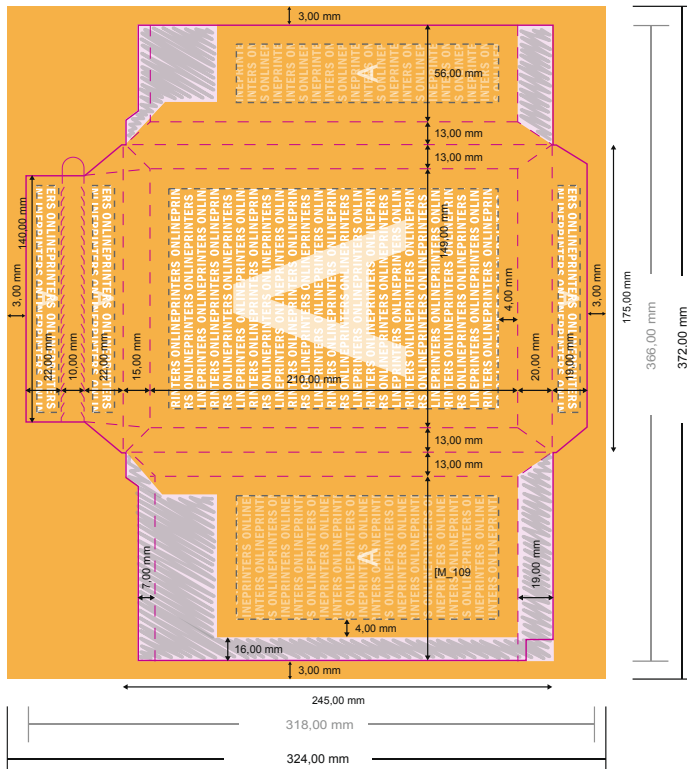 3,00 mm
56,00 mm
13,00 mm
13,00 mm
140,00 mm
149,00 mm
3,00 mm
22,00 mm
10,00 mm
22,00 mm
15,00 mm
210,00 mm
4,00 mm
20,00 mm
19,00 mm
3,00 mm
175,00 mm
366,00 mm
372,00 mm
A
A
13,00 mm
13,00 mm
A
7,00 mm
[M_109
19,00 mm
4,00 mm
16,00 mm
3,00 mm
245,00 mm
318,00 mm
324,00 mm
ONLINEPRINTERS